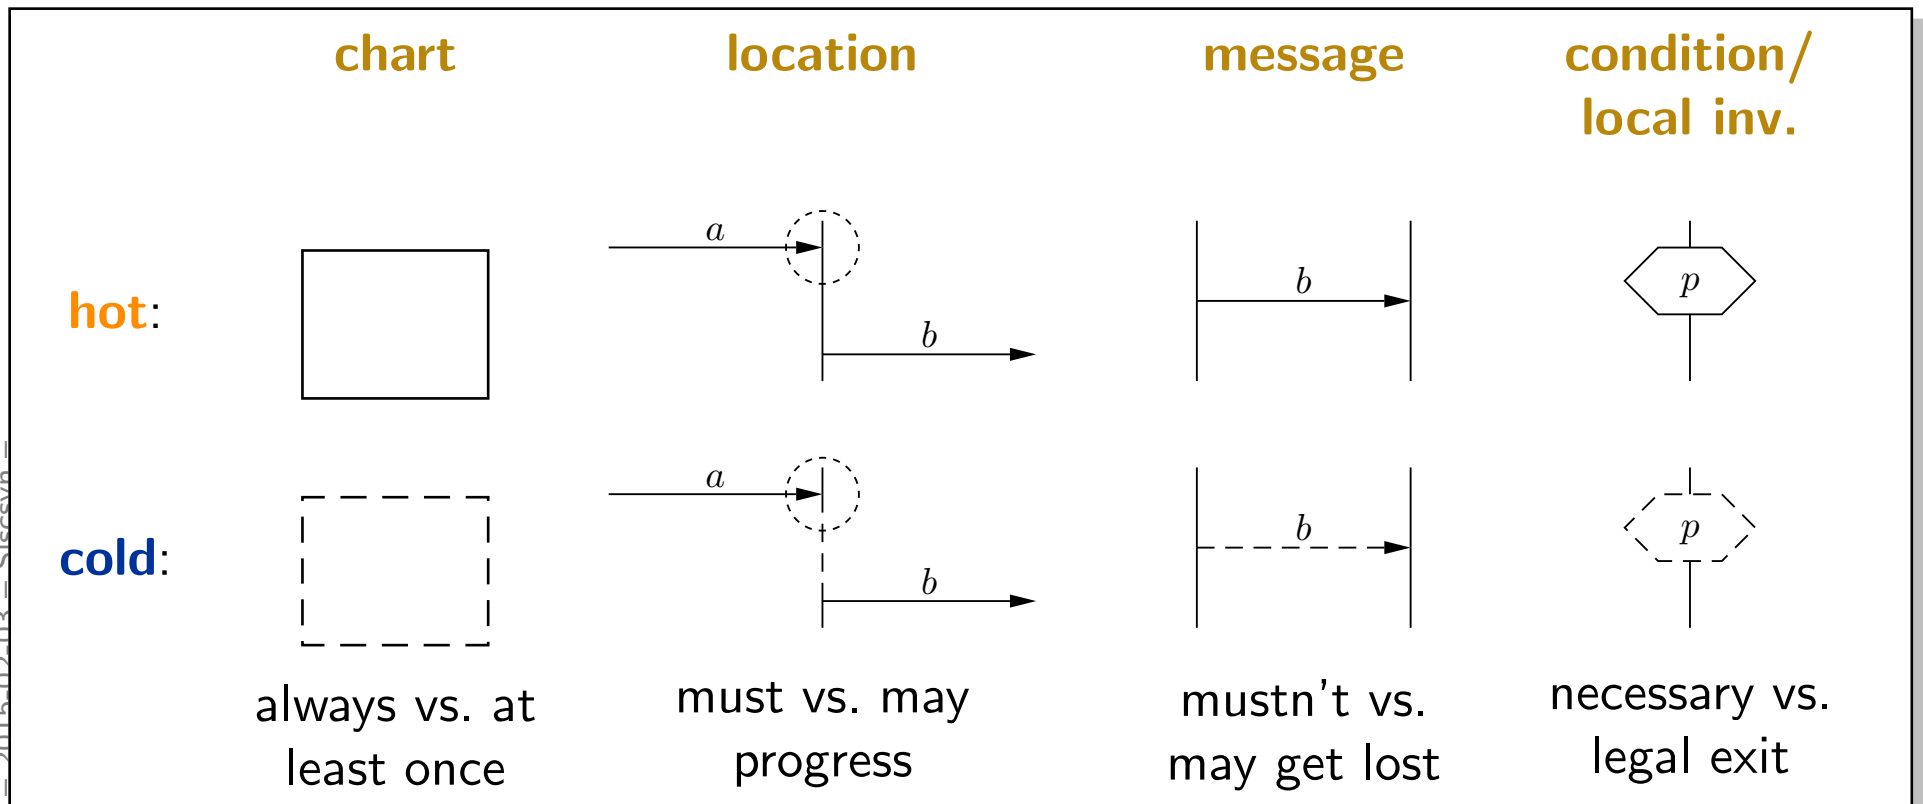 chart location message condition/
local inv.
a
b
b
p
hot:
a
b
b
p
cold:
always vs. at least once
must vs. may progress
mustn't vs. may get lost
necessary vs. legal exit